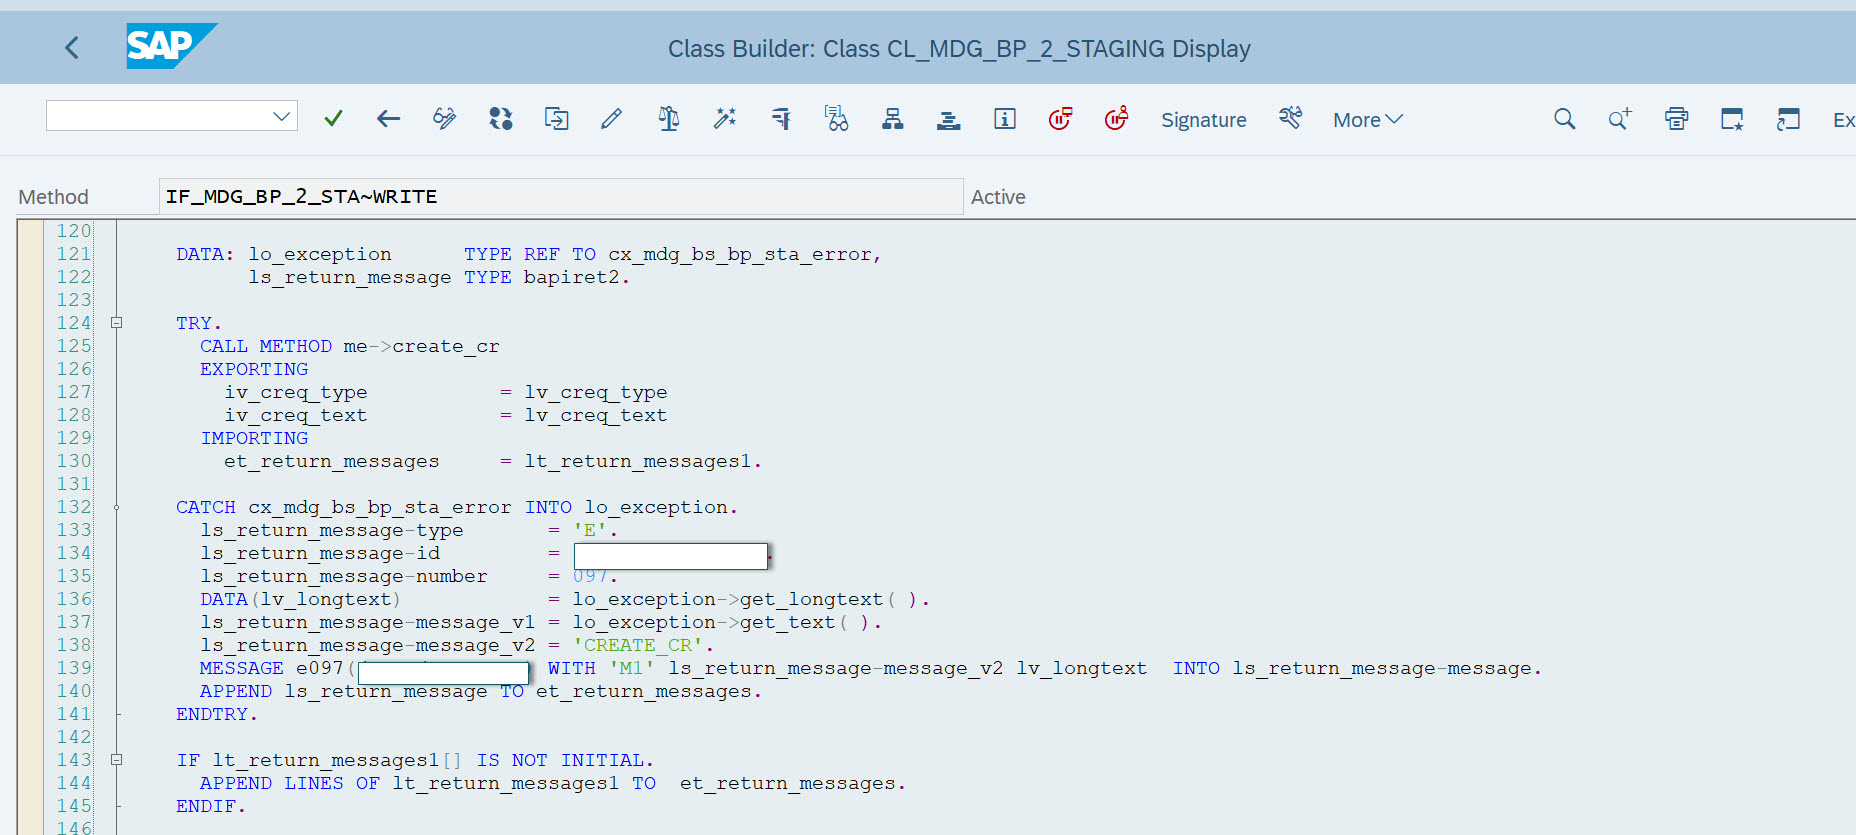 SAP
Class Builder: Class CL_MDG_BP_2_STAGING Display
Signature
More
Ex
Method IF_MDG_BP_2_STA~WRITE Active
120
121 DATA: lo_exception TYPE REF TO cx_mdg_bs_bp_sta_error,
122 ls_return_message TYPE bapiret2.
123
124 TRY.
125 CALL METHOD me->create_cr
126 EXPORTING
127 iv_creq_type = lv_creq_type
128 iv_creq_text = lv_creq_text
129 IMPORTING
130 et_return_messages = lt_return_messages1.
131
132 CATCH cx_mdg_bs_bp_sta_error INTO lo_exception.
133 ls_return_message-type = 'E'.
134 ls_return_message-id = .
135 ls_return_message-number = 097.
136 DATA(lv_longtext) = lo_exception->get_longtext( ).
137 ls_return_message-message_v1 = lo_exception->get_text( ).
138 ls_return_message-message_v2 = 'CREATE_CR'.
139 MESSAGE e097( WITH 'M1' ls_return_message-message_v2 lv_longtext INTO ls_return_message-message.
140 APPEND ls_return_message TO et_return_messages.
141 ENDTRY.
142
143 IF lt_return_messages1[] IS NOT INITIAL.
144 APPEND LINES OF lt_return_messages1 TO et_return_messages.
145 ENDIF.
146